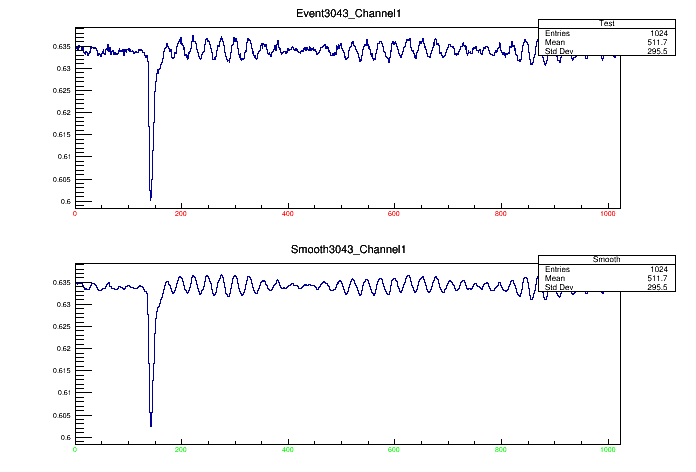 Event3043_Channel1
Test
Entries 1024
Mean 511.7
Std Dev 295.5
0.635
0.63
0.625
0.62
0.615
0.61
0.605
0.6
0 200 400 600 800 1000
Smooth3043_Channel1
Smooth
Entries 1024
Mean 511.7
Std Dev 295.5
0.635
0.63
0.625
0.62
0.615
0.61
0.605
0.6
0 200 400 600 800 1000